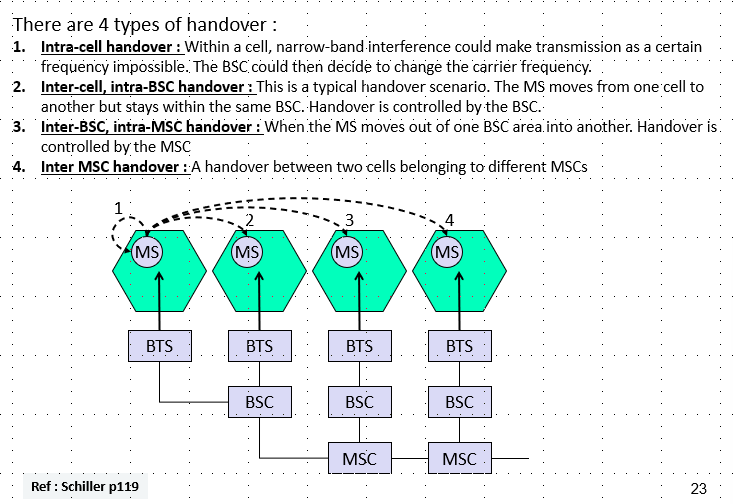 There are 4 types of handover :
1. Intra-cell handover : Within a cell, narrow-band interference could make transmission as a certain
frequency impossible. The BSC could then decide to change the carrier frequency.
2. Inter-cell, intra-BSC handover : This is a typical handover scenario. The MS moves from one cell to
another but stays within the same BSC. Handover is controlled by the BSC.
3. Inter-BSC, intra-MSC handover : When the MS moves out of one BSC area into another. Handover is
controlled by the MSC
4. Inter MSC handover : A handover between two cells belonging to different MSCs
1
2 3 4
MS MS MS MS
BTS BTS BTS BTS
BSC BSC BSC
MSC MSC
Ref : Schiller p119
23